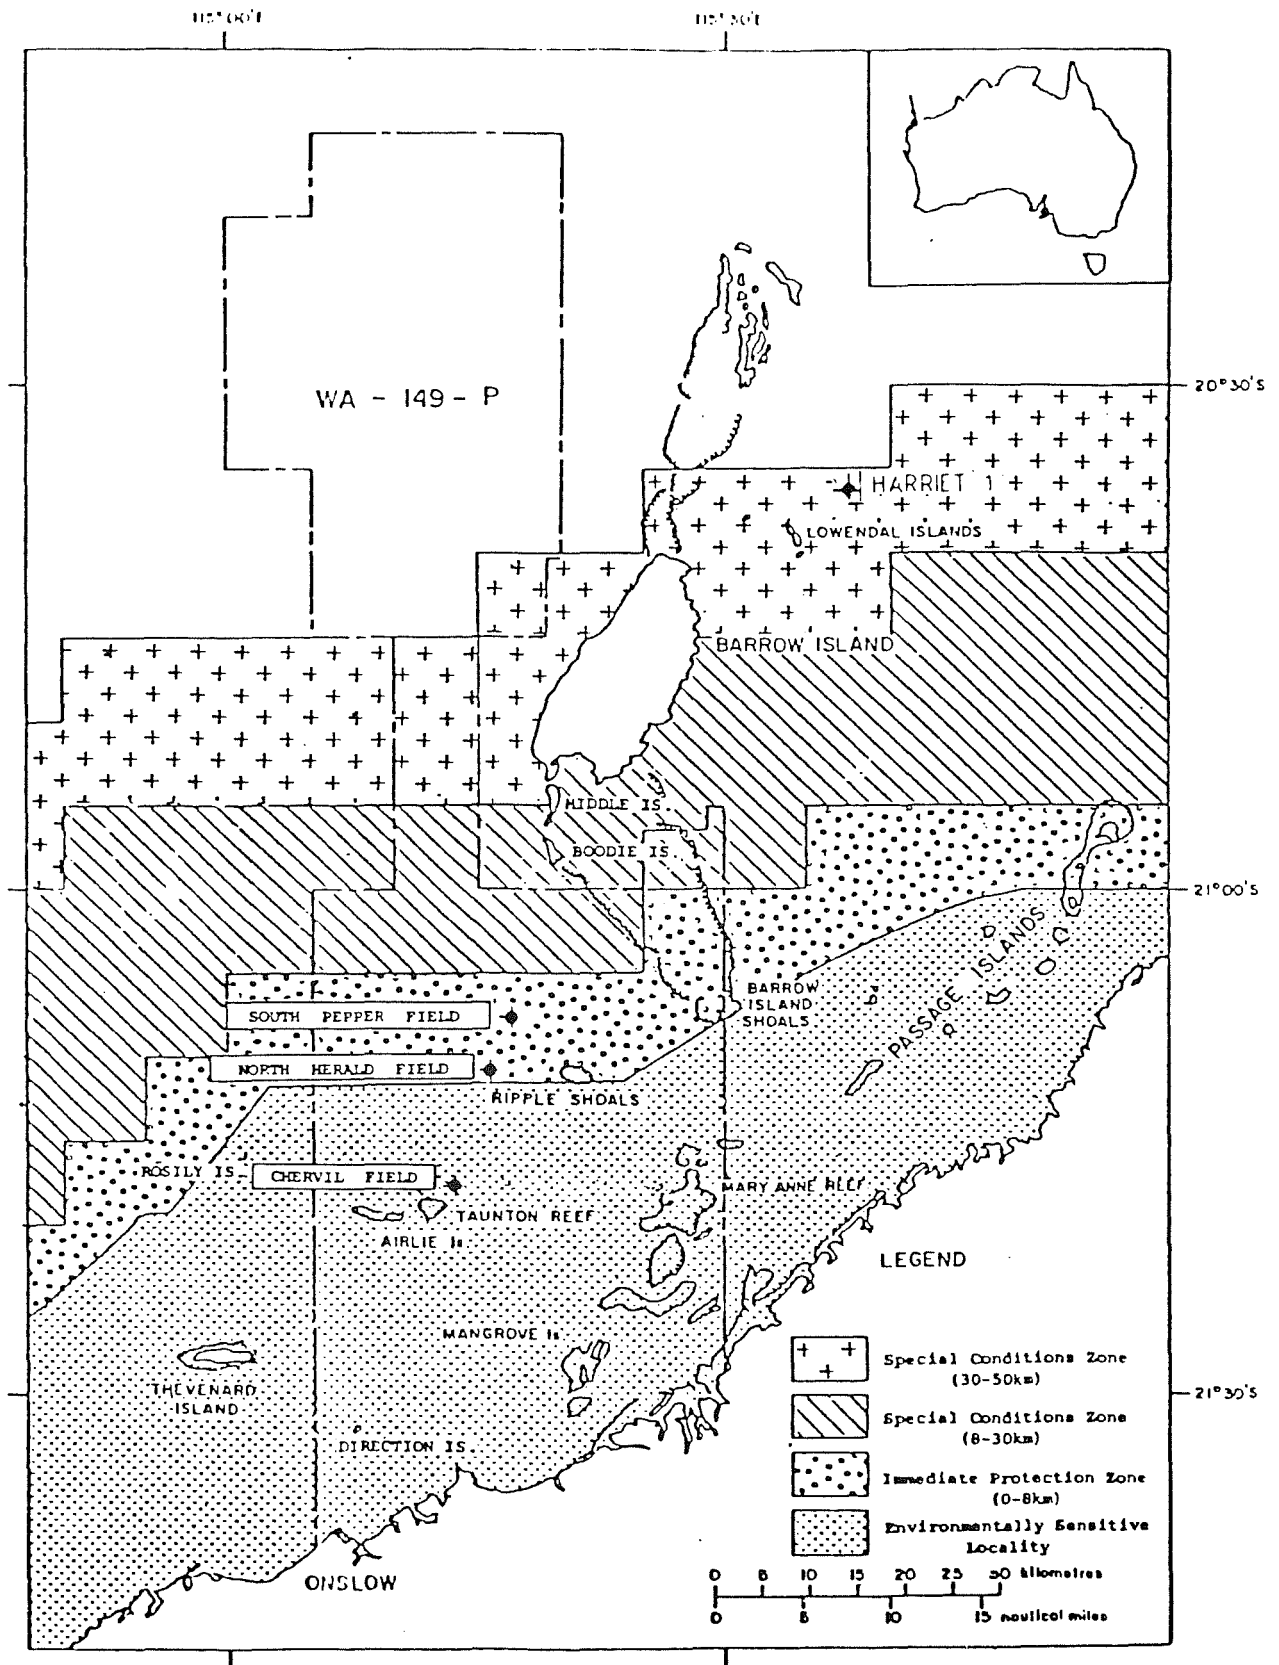 115°00'E
115°30'E
WA - 149 - P
20°30'S
HARRIET 1
LOWENDAL ISLANDS
BARROW ISLAND
MIDDLE IS.
BOODIE IS.
21°00'S
PASSAGE ISLANDS
BARROW
ISLAND
SHOALS
SOUTH PEPPER FIELD
NORTH HERALD FIELD
RIPPLE SHOALS
ROSILY IS.
CHERVIL FIELD
MARY ANNE REEF
TAUNTON REEF
AIRLIE Is
LEGEND
MANGROVE Is
Special Conditions Zone
(30-50km)
THEVENARD
ISLAND
21°30'S
Special Conditions Zone
(8-30km)
DIRECTION IS.
Immediate Protection Zone
(0-8km)
Environmentally Sensitive
Locality
ONSLOW
0 5 10 15 20 25 30 kilometres
0 5 10 15 nautical miles